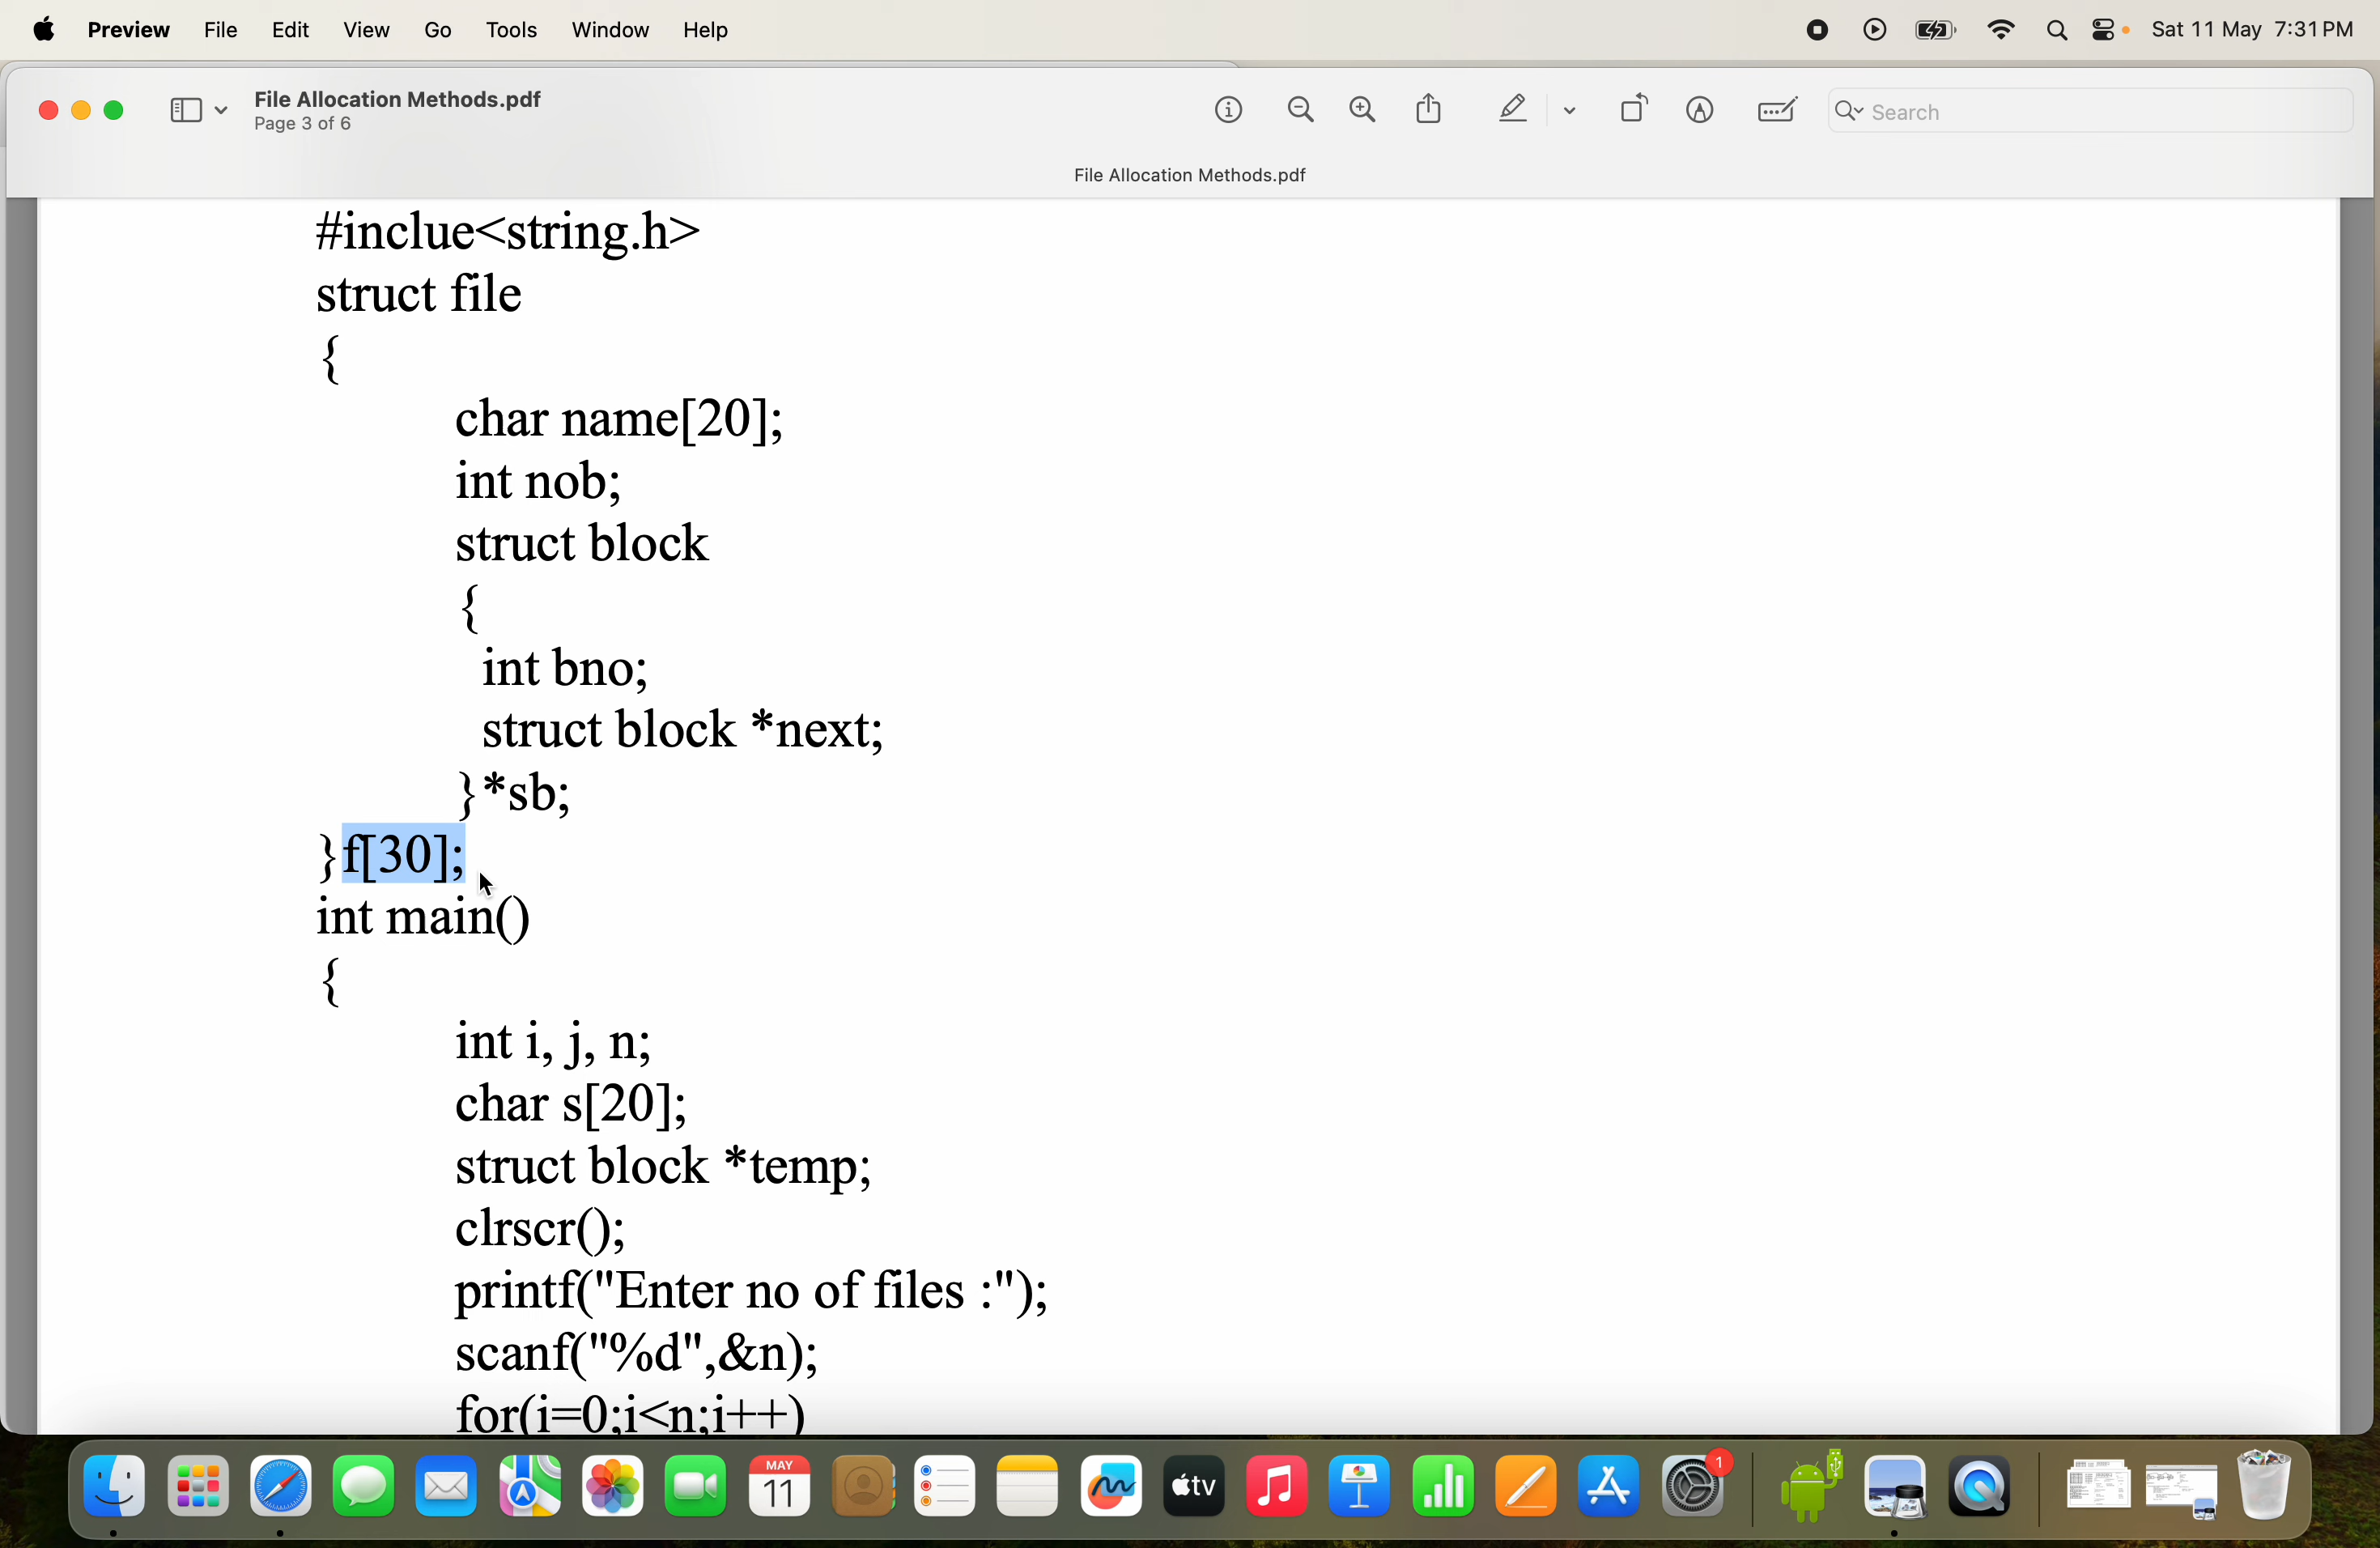 Preview File Edit View Go Tools Window Help Sat 11 May 7:31 PM
File Allocation Methods.pdf
Page 3 of 6
Search
File Allocation Methods.pdf
#inclue<string.h>
struct file
{
char name[20];
int nob;
struct block
{
int bno;
struct block *next;
}*sb;
}f[30];
int main()
{
int i, j, n;
char s[20];
struct block *temp;
clrscr();
printf("Enter no of files :");
scanf("%d",&n);
for(i=0;i<n;i++)
MAY
11
tv
1